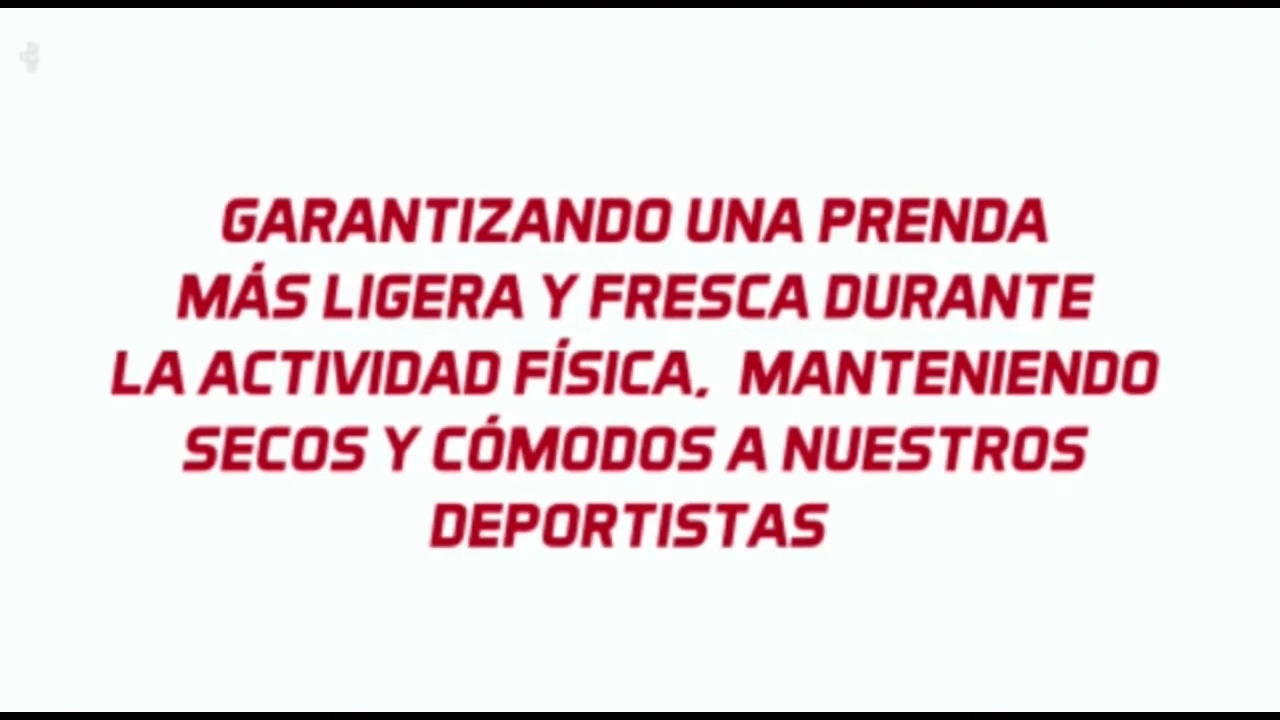 GARANTIZANDO UNA PRENDA
MÁS LIGERA Y FRESCA DURANTE
LA ACTIVIDAD FÍSICA, MANTENIENDO
SECOS Y CÓMODOS A NUESTROS
DEPORTISTAS